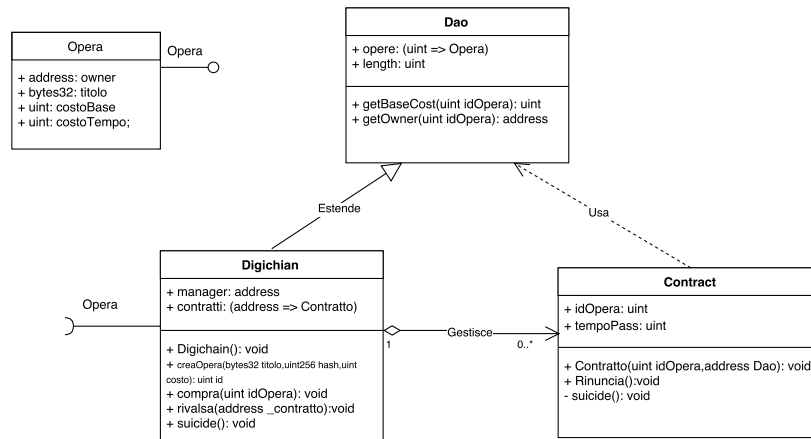 Opera
+ address: owner
+ bytes32: titolo
+ uint: costoBase
+ uint: costoTempo;
Opera
Dao
+ opere: (uint => Opera)
+ length: uint
+ getBaseCost(uint idOpera): uint
+ getOwner(uint idOpera): address
Estende
Usa
Opera
Digichian
+ manager: address
+ contratti: (address => Contratto)
+ Digichain(): void
+ creaOpera(bytes32 titolo,uint256 hash,uint
costo): uint id
+ compra(uint idOpera): void
+ rivalsa(address _contratto):void
+ suicide(): void
1
Gestisce
0..*
Contract
+ idOpera: uint
+ tempoPass: uint
+ Contratto(uint idOpera,address Dao): void
+ Rinuncia():void
- suicide(): void